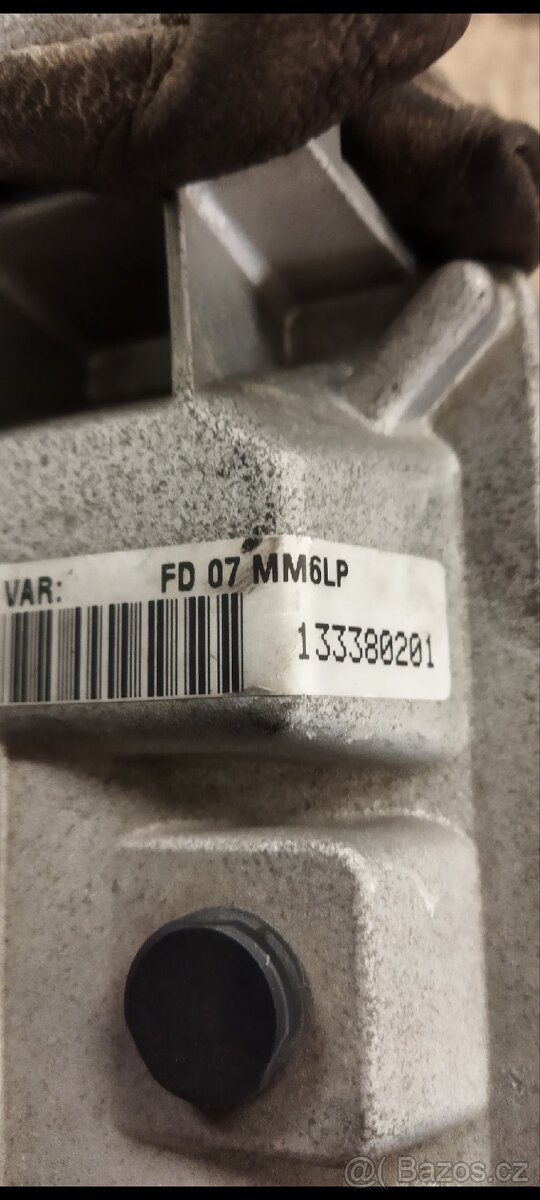 VAR: FD 07 MM6LP
133380201
@( Bazos.cz